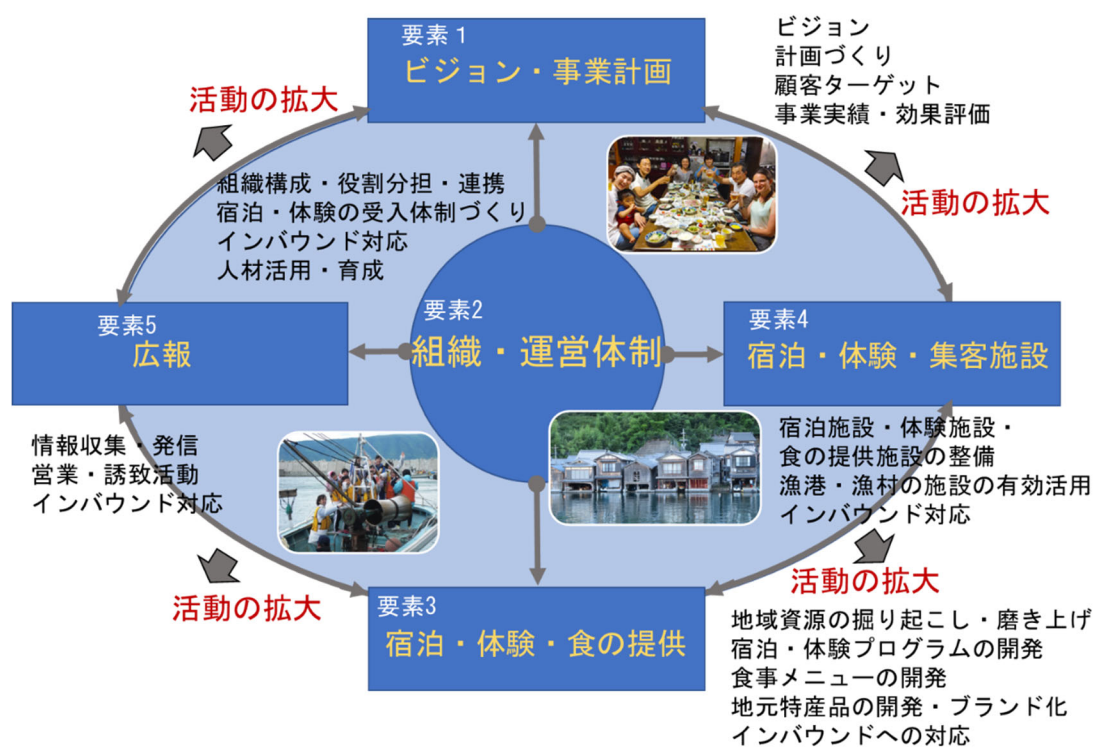 要素1
ビジョン・事業計画
ビジョン
計画づくり
顧客ターゲット
事業実績・効果評価
活動の拡大
活動の拡大
組織構成・役割分担・連携
宿泊・体験の受入体制づくり
インバウンド対応
人材活用・育成
要素2
組織・運営体制
要素5
広報
要素4
宿泊・体験・集客施設
情報収集・発信
営業・誘致活動
インバウンド対応
宿泊施設・体験施設・
食の提供施設の整備
漁港・漁村の施設の有効活用
インバウンド対応
活動の拡大
活動の拡大
要素3
宿泊・体験・食の提供
地域資源の掘り起こし・磨き上げ
宿泊・体験プログラムの開発
食事メニューの開発
地元特産品の開発・ブランド化
インバウンドへの対応